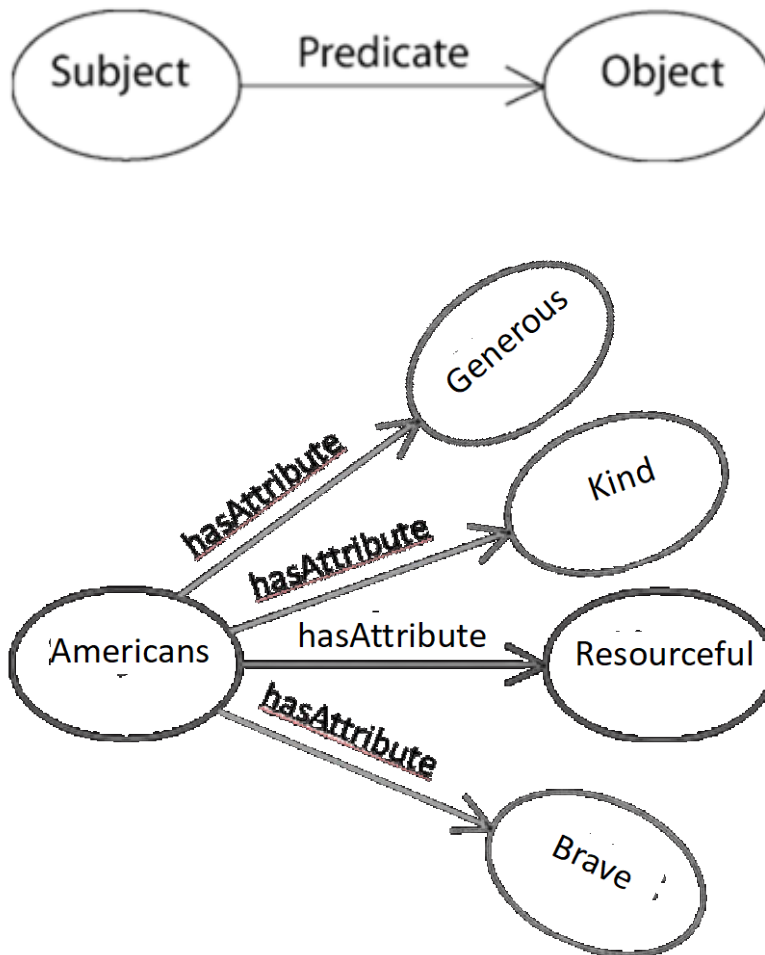 Subject
Predicate
Object
Generous
hasAttribute
Kind
hasAttribute
Americans
hasAttribute
Resourceful
hasAttribute
Brave